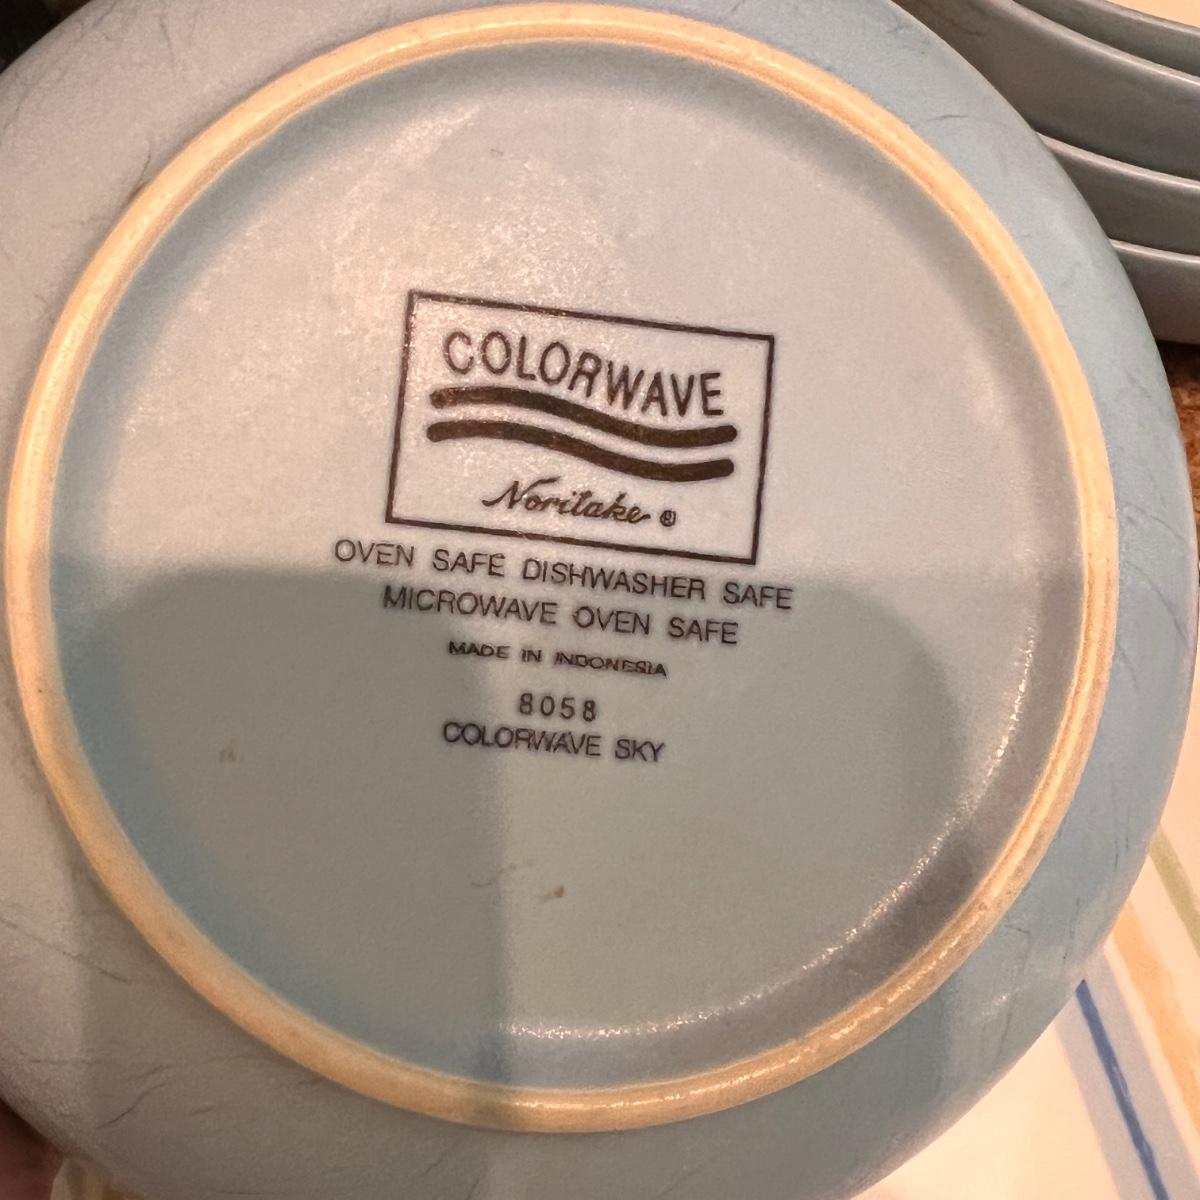 COLORWAVE
Noritake ®
OVEN SAFE DISHWASHER SAFE
MICROWAVE OVEN SAFE
MADE IN INDONESIA
8058
COLORWAVE SKY